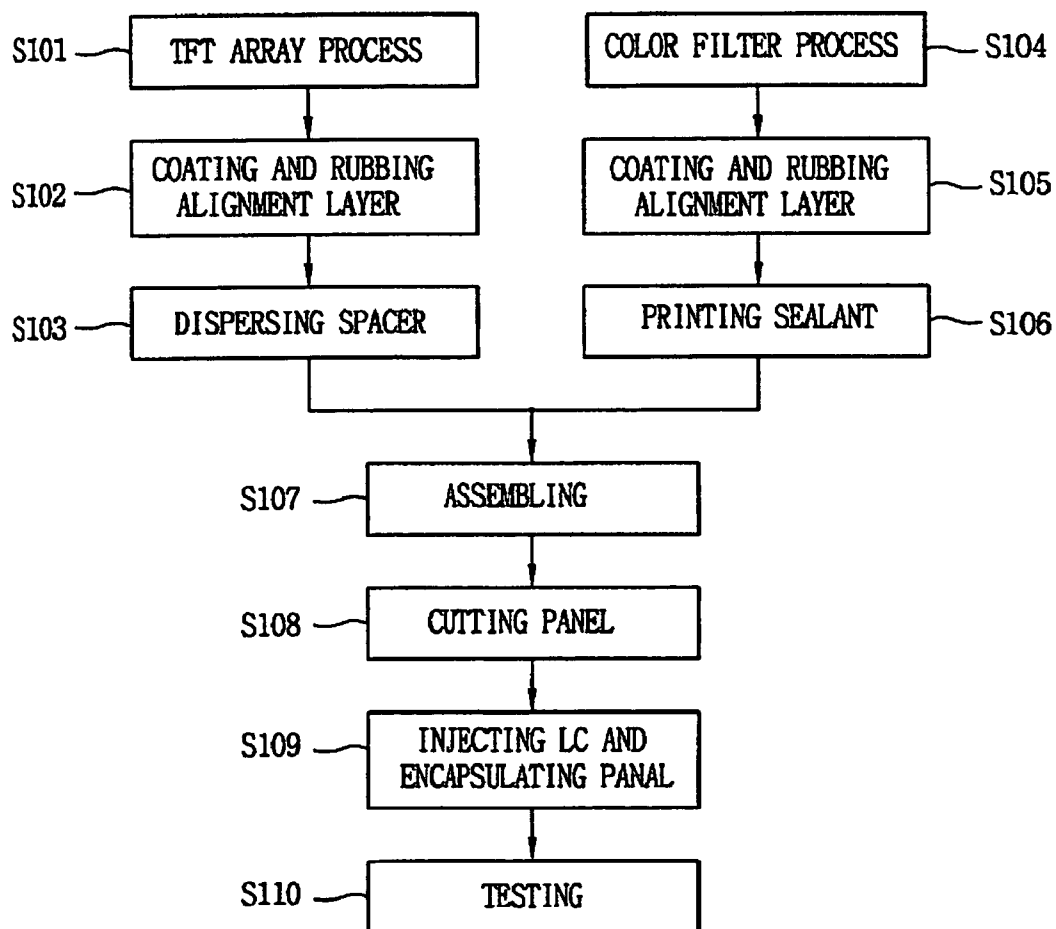 S101
TFT ARRAY PROCESS
COLOR FILTER PROCESS
S104
S102
COATING AND RUBBING
ALIGNMENT LAYER
COATING AND RUBBING
ALIGNMENT LAYER
S105
S103
DISPERSING SPACER
PRINTING SEALANT
S106
S107
ASSEMBLING
S108
CUTTING PANEL
S109
INJECTING LC AND
ENCAPSULATING PANAL
S110
TESTING